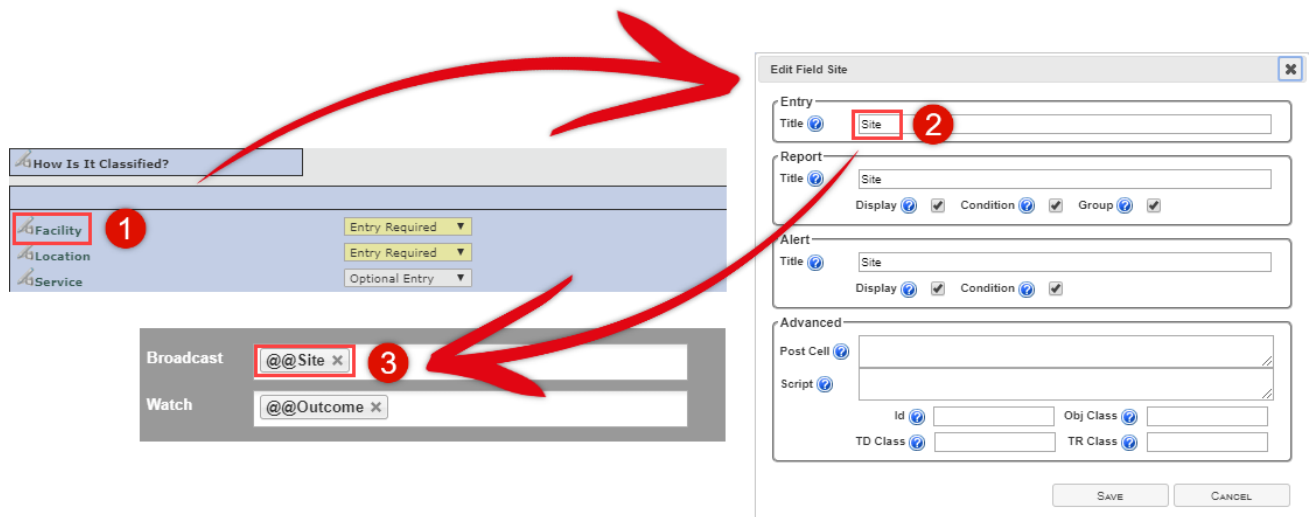 How Is It Classified?
Facility 1 Entry Required
Location Entry Required
Service Optional Entry
Broadcast @@Site × 3
Watch @@Outcome ×
Edit Field Site
Entry
Title Site 2
Report
Title Site
Display Condition Group
Alert
Title Site
Display Condition
Advanced
Post Cell
Script
Id Obj Class
TD Class TR Class
SAVE CANCEL